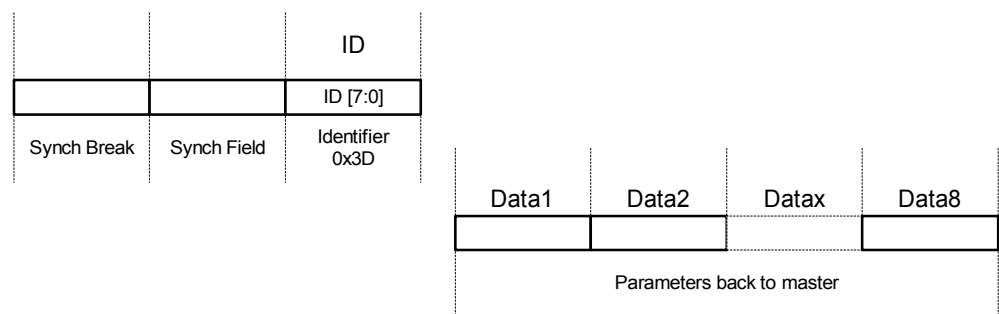 ID
ID [7:0]
Synch Break
Synch Field
Identifier
0x3D
Data1
Data2
Datax
Data8
Parameters back to master